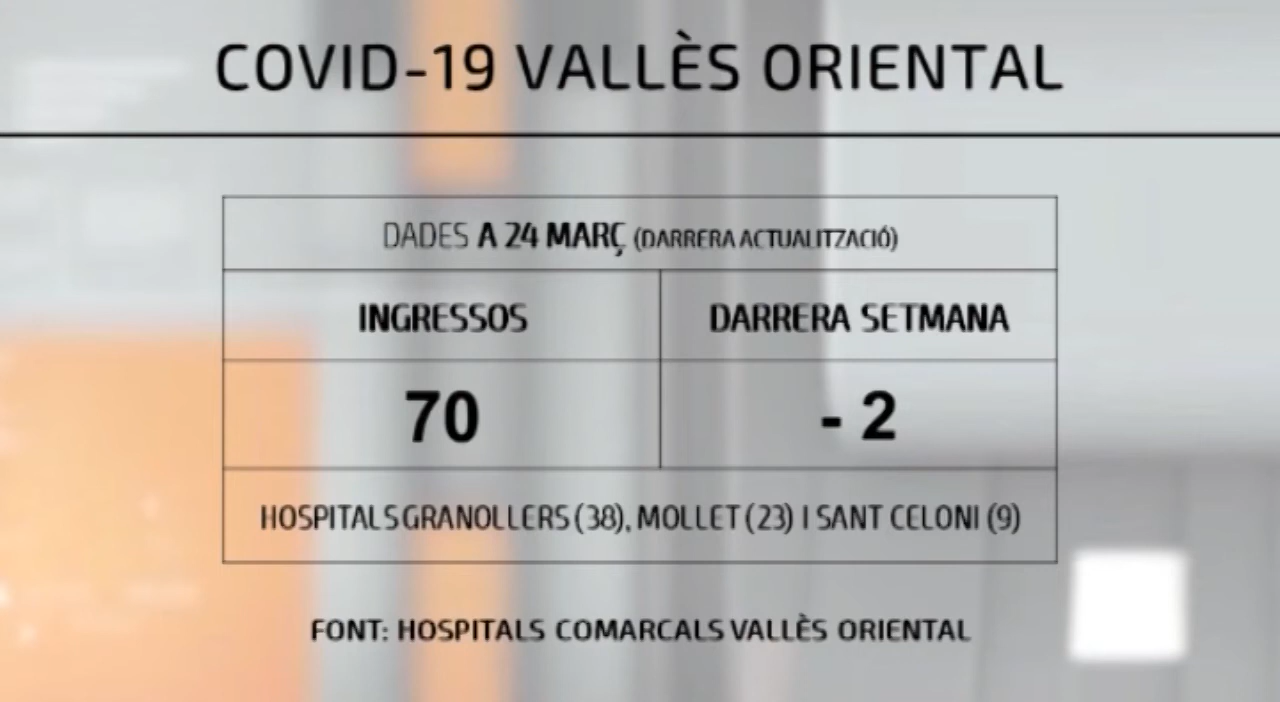 COVID-19 VALLÈS ORIENTAL
DADES A 24 MARÇ (DARRERA ACTUALITZACIÓ)
INGRESSOS DARRERA SETMANA
70 - 2
HOSPITALS GRANOLLERS (38), MOLLET (23) I SANT CELONI (9)
FONT: HOSPITALS COMARCALS VALLÈS ORIENTAL